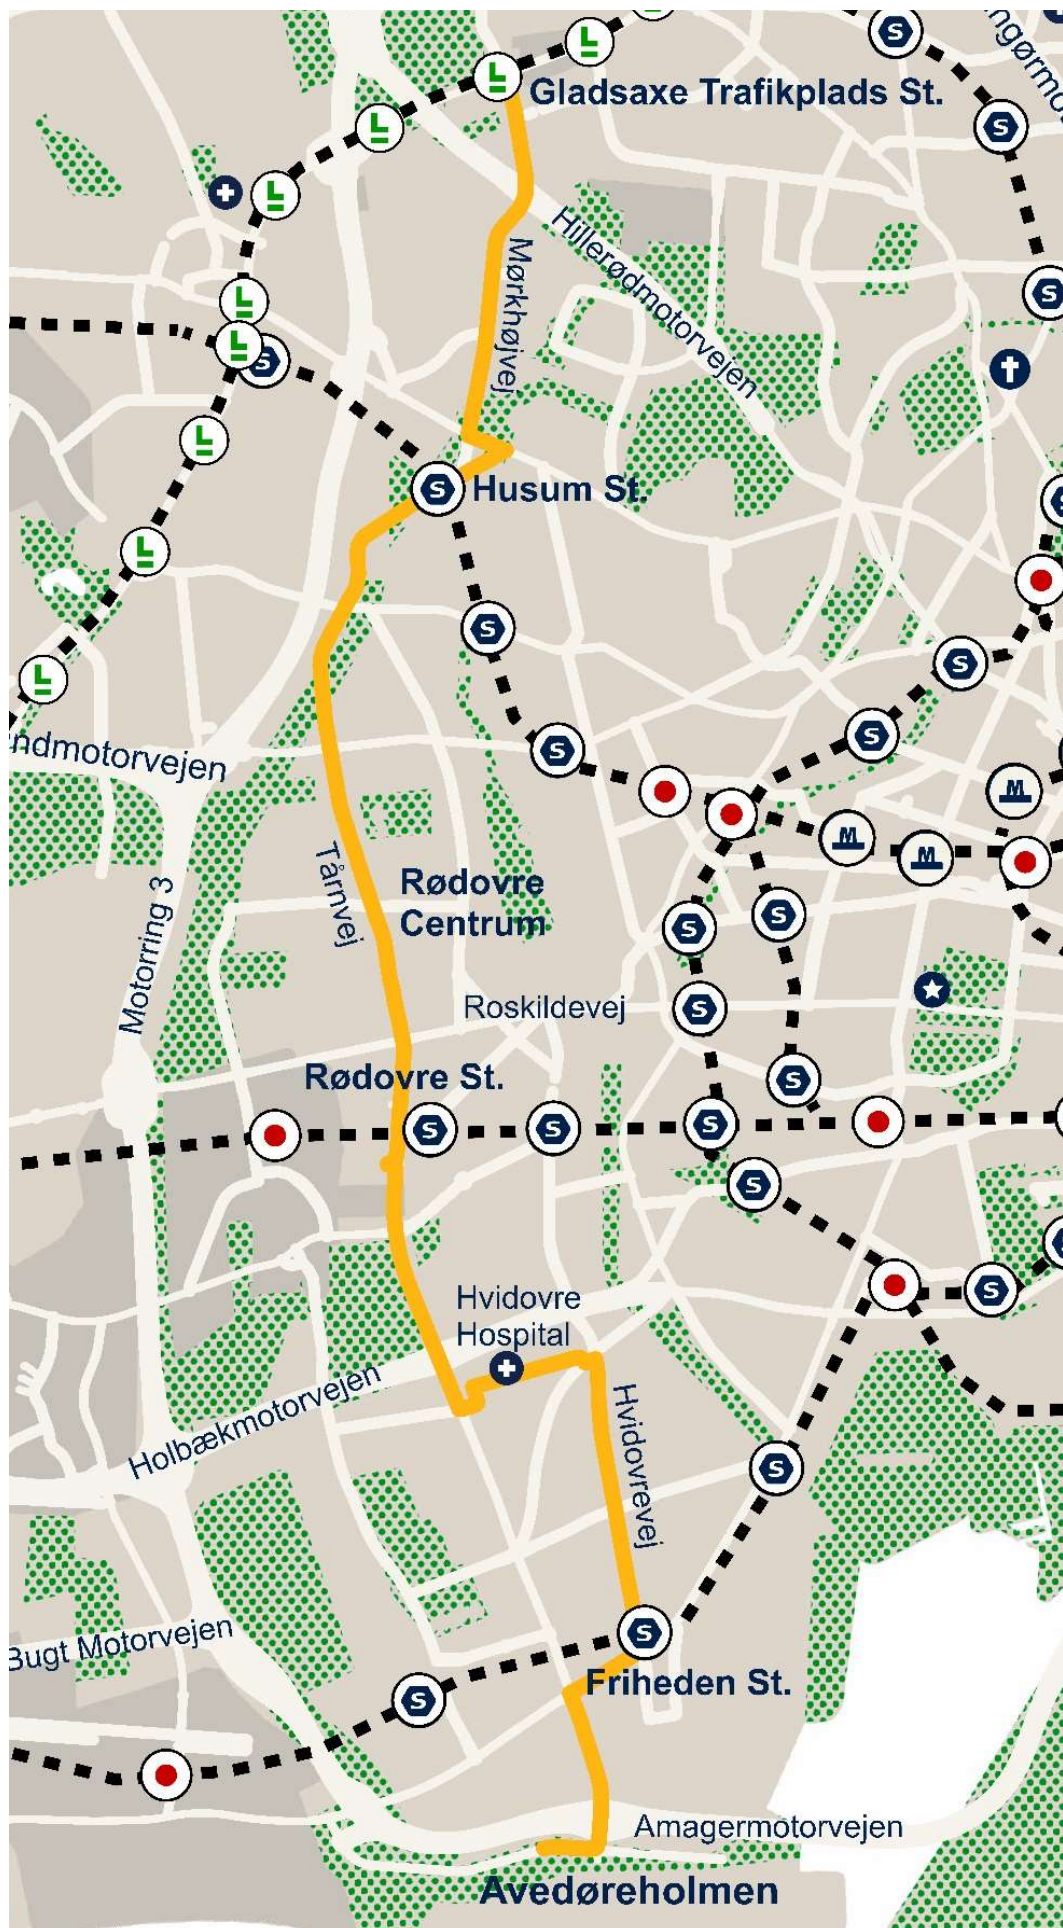 Gladsaxe Trafikplads St.
Hillerødmotorvejen
Mørkhøjvej
Husum St.
Tårnvej
Rødovre
Centrum
Motorring 3
Roskildevej
Rødovre St.
Hvidovre
Hospital
Holbækmotorvejen
Hvidovrevej
Bugt Motorvejen
Friheden St.
Amagermotorvejen
Avedøreholmen